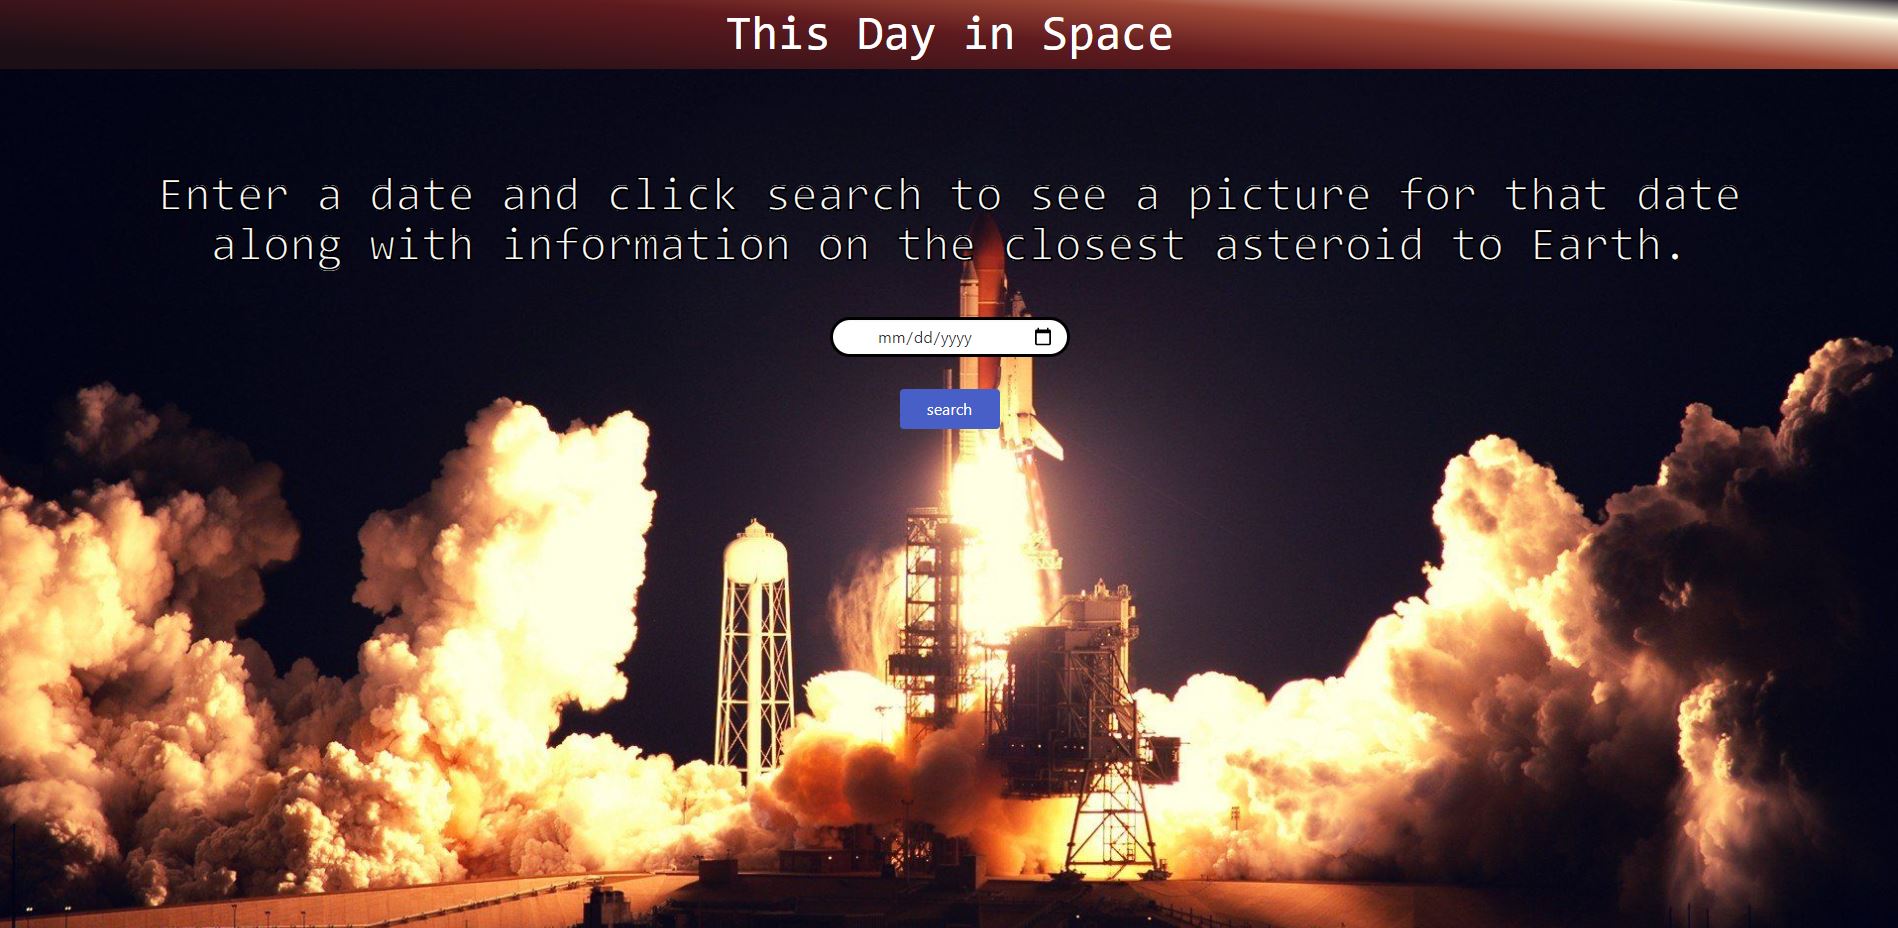 This Day in Space
Enter a date and click search to see a picture for that date
along with information on the closest asteroid to Earth.
mm/dd/yyyy
search